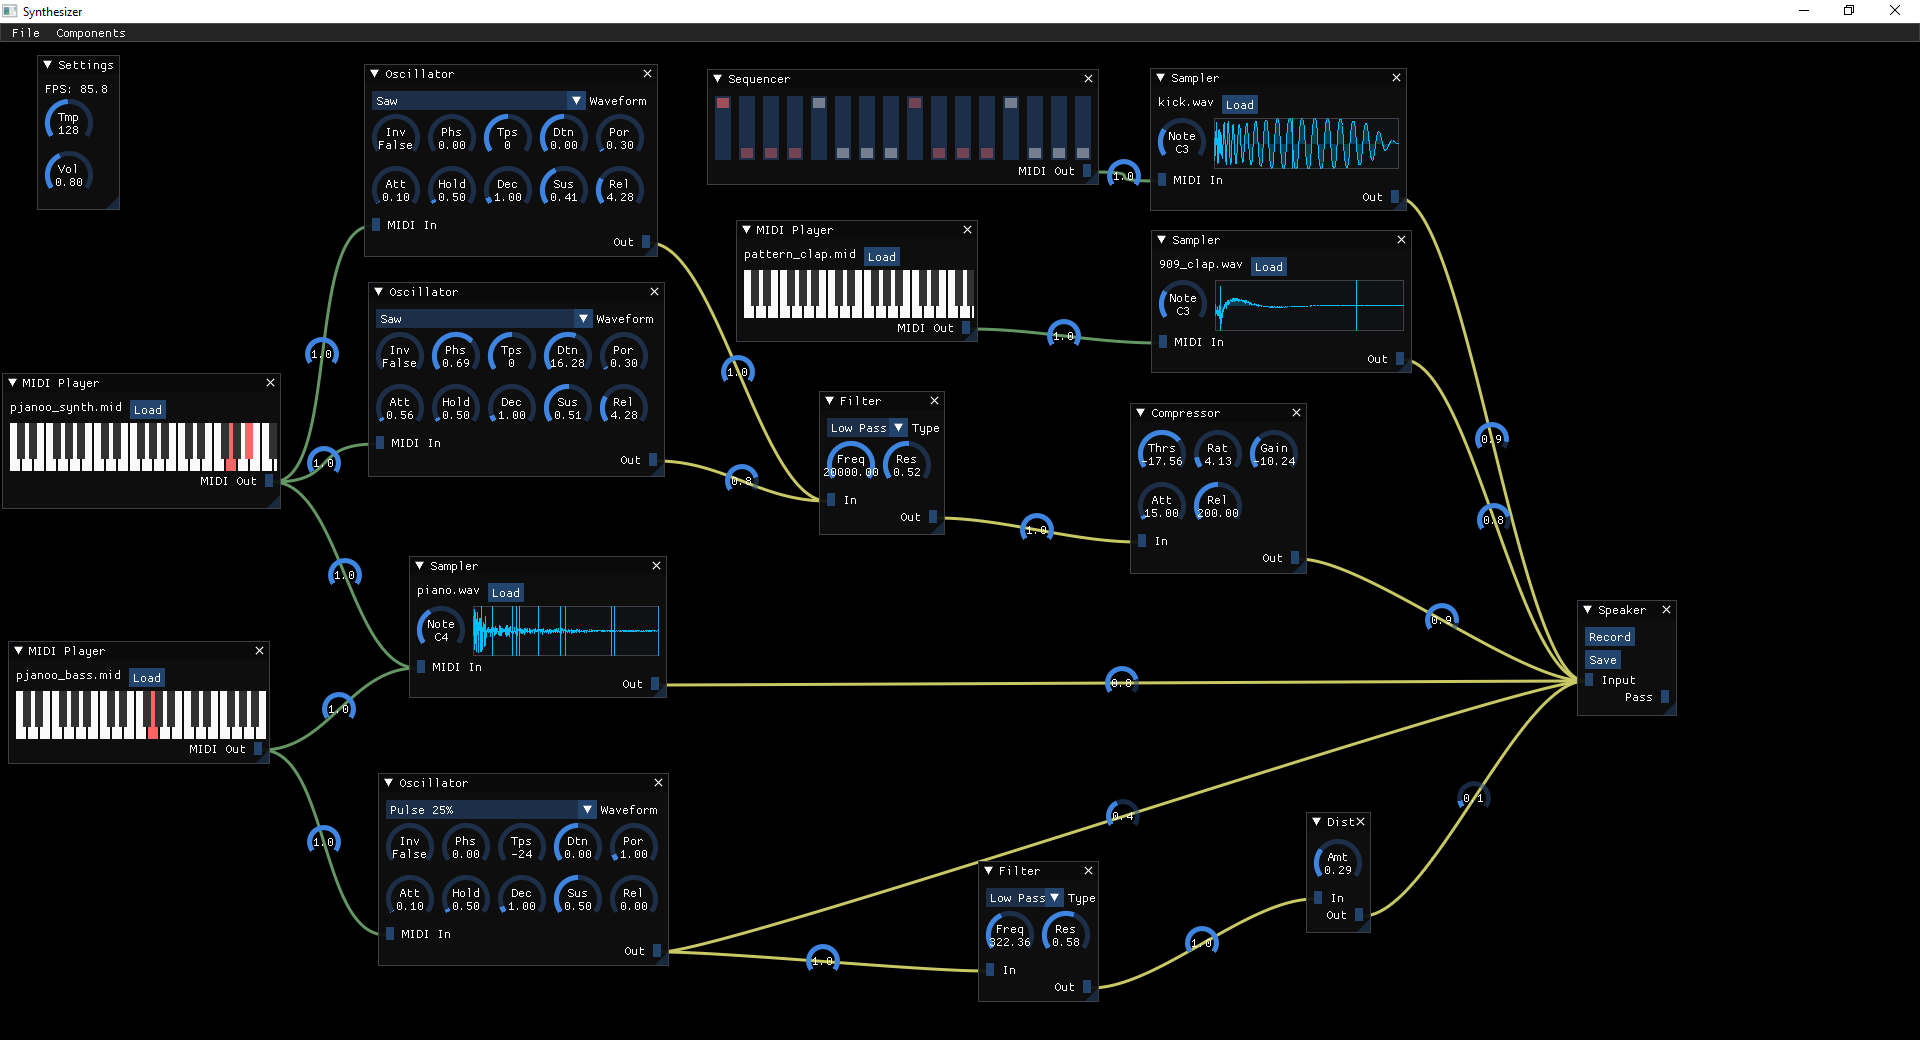 Synthesizer
File Components
Settings
FPS: 85.8
Tmp
128
Vol
0.80
Oscillator
Saw Waveform
Inv Phs Tps Dtn Por
False 0.00 0 0.00 0.30
Att Hold Dec Sus Rel
0.10 0.50 1.00 0.41 4.28
MIDI In
Out
Sequencer
MIDI Out
1.0
Sampler
kick.wav Load
Note
C3
MIDI In
Out
MIDI Player
pattern_clap.mid Load
MIDI Out
1.0
Sampler
909_clap.wav Load
Note
C3
MIDI In
Out
Oscillator
Saw Waveform
Inv Phs Tps Dtn Por
False 0.69 0 16.28 0.30
Att Hold Dec Sus Rel
0.56 0.50 1.00 0.51 4.28
MIDI In
Out
1.0
1.0
MIDI Player
pjanoo_synth.mid Load
MIDI Out
1.0
1.0
0.8
Filter
Low Pass Type
Freq Res
20000.00 0.52
In
Out
1.0
Compressor
Thrs Rat Gain
-17.56 4.13 -10.24
Att Rel
15.00 200.00
In
Out
0.9
0.8
0.9
Sampler
piano.wav Load
Note
C4
MIDI In
Out
0.8
Speaker
Record
Save
Input
Pass
MIDI Player
pjanoo_bass.mid Load
MIDI Out
1.0
1.0
Oscillator
Pulse 25% Waveform
Inv Phs Tps Dtn Por
False 0.00 -24 0.00 1.00
Att Hold Dec Sus Rel
0.10 0.50 1.00 0.50 0.00
MIDI In
Out
0.4
1.0
Filter
Low Pass Type
Freq Res
322.36 0.58
In
Out
1.0
Dist
Amt
0.29
In
Out
0.1